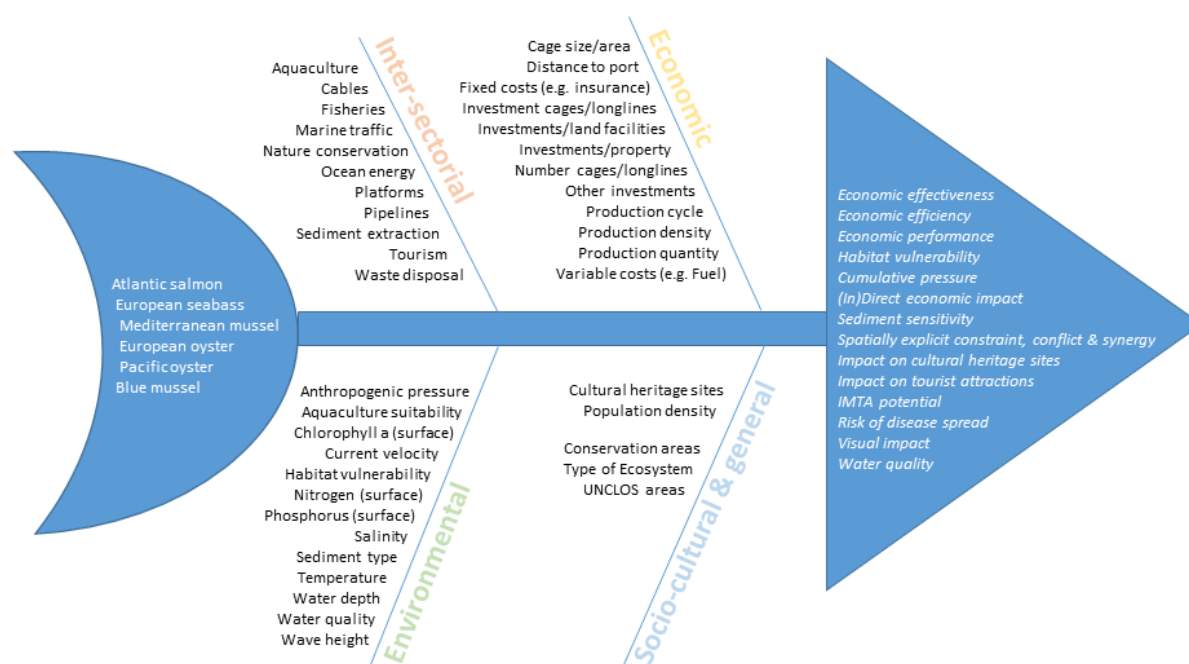 Inter-sectorial
Aquaculture
Cables
Fisheries
Marine traffic
Nature conservation
Ocean energy
Platforms
Pipelines
Sediment extraction
Tourism
Waste disposal
Economic
Cage size/area
Distance to port
Fixed costs (e.g. insurance)
Investment cages/longlines
Investments/land facilities
Investments/property
Number cages/longlines
Other investments
Production cycle
Production density
Production quantity
Variable costs (e.g. Fuel)
Atlantic salmon
European seabass
Mediterranean mussel
European oyster
Pacific oyster
Blue mussel
Environmental
Anthropogenic pressure
Aquaculture suitability
Chlorophyll a (surface)
Current velocity
Habitat vulnerability
Nitrogen (surface)
Phosphorus (surface)
Salinity
Sediment type
Temperature
Water depth
Water quality
Wave height
Socio-cultural & general
Cultural heritage sites
Population density
Conservation areas
Type of Ecosystem
UNCLOS areas
Economic effectiveness
Economic efficiency
Economic performance
Habitat vulnerability
Cumulative pressure
(In)Direct economic impact
Sediment sensitivity
Spatially explicit constraint, conflict & synergy
Impact on cultural heritage sites
Impact on tourist attractions
IMTA potential
Risk of disease spread
Visual impact
Water quality